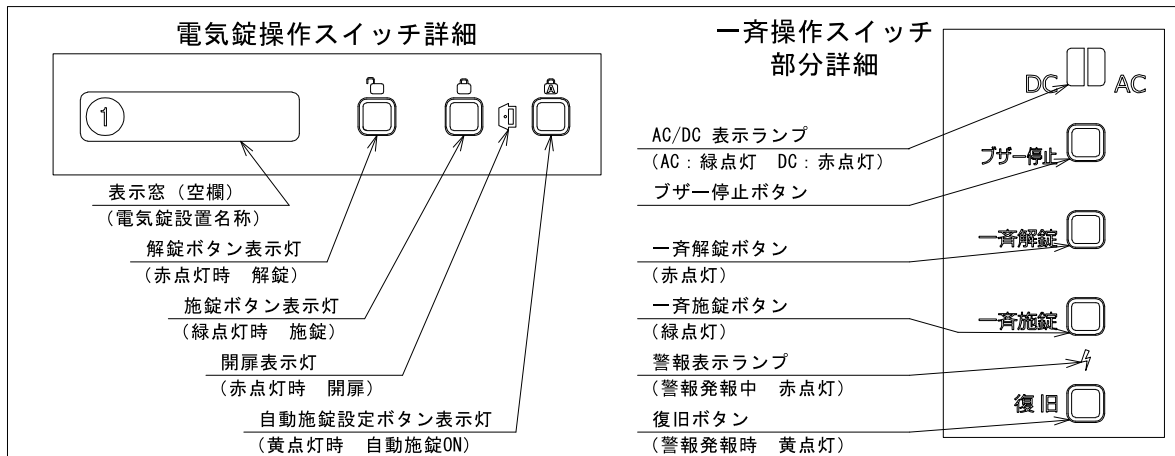 電気錠操作スイッチ詳細
①
A
表示窓（空欄）
（電気錠設置名称）
解錠ボタン表示灯
（赤点灯時　解錠）
施錠ボタン表示灯
（緑点灯時　施錠）
開扉表示灯
（赤点灯時　開扉）
自動施錠設定ボタン表示灯
（黄点灯時　自動施錠ON）
一斉操作スイッチ
部分詳細
DC AC
AC/DC 表示ランプ
（AC：緑点灯　DC：赤点灯）
ブザー停止
ブザー停止ボタン
一斉解錠
一斉解錠ボタン
（赤点灯）
一斉施錠
一斉施錠ボタン
（緑点灯）
警報表示ランプ
（警報発報中　赤点灯）
復旧
復旧ボタン
（警報発報時　黄点灯）